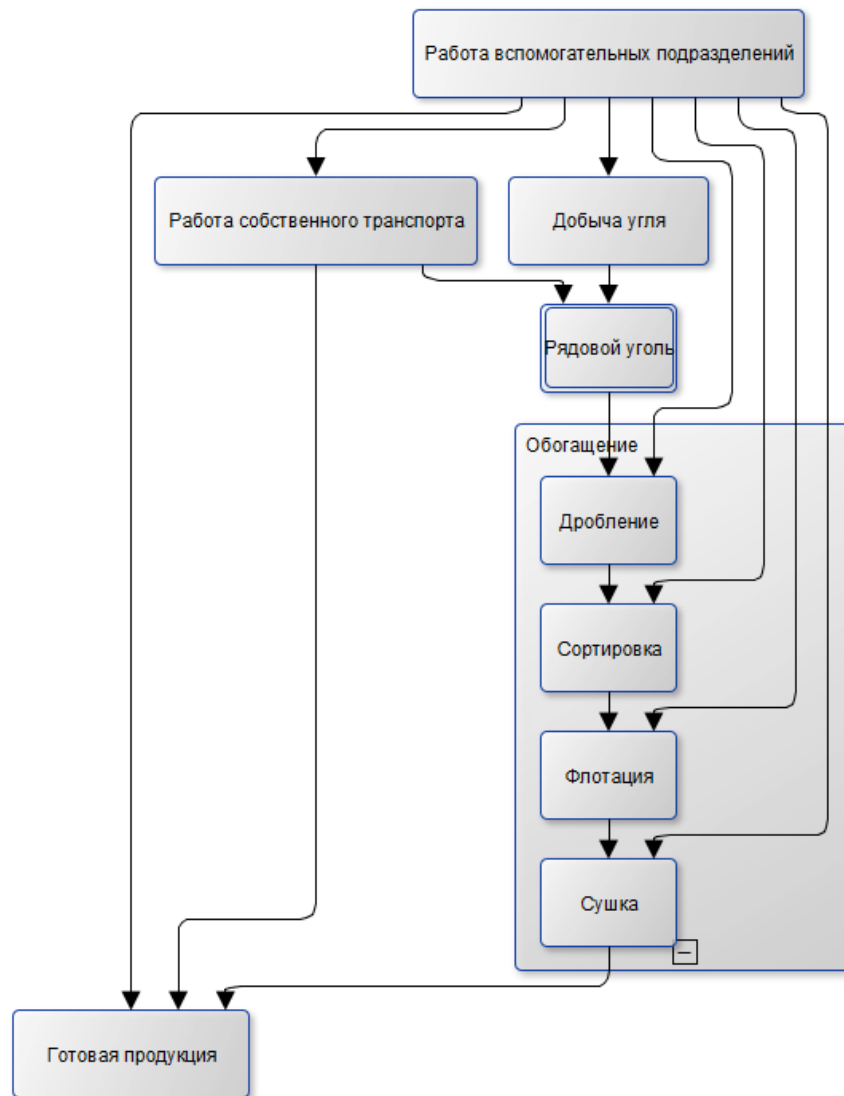 Работа вспомогательных подразделений
Работа собственного транспорта
Добыча угля
Рядовой уголь
Обогащение
Дробление
Сортировка
Флотация
Сушка
Готовая продукция